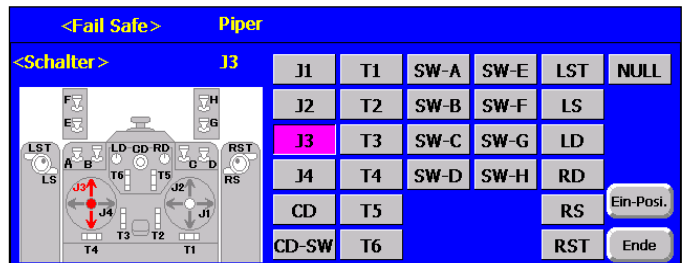 <Fail Safe> Piper
<Schalter> J3
J1 T1 SW-A SW-E LST NULL
J2 T2 SW-B SW-F LS
J3 T3 SW-C SW-G LD
J4 T4 SW-D SW-H RD
CD T5 RS Ein-Posi.
CD-SW T6 RST Ende
F H
E G
LST LD CD RD RST
A B C D
LS T6 T5 RS
J3 J2
J4 J1
T3 T2
T4 T1